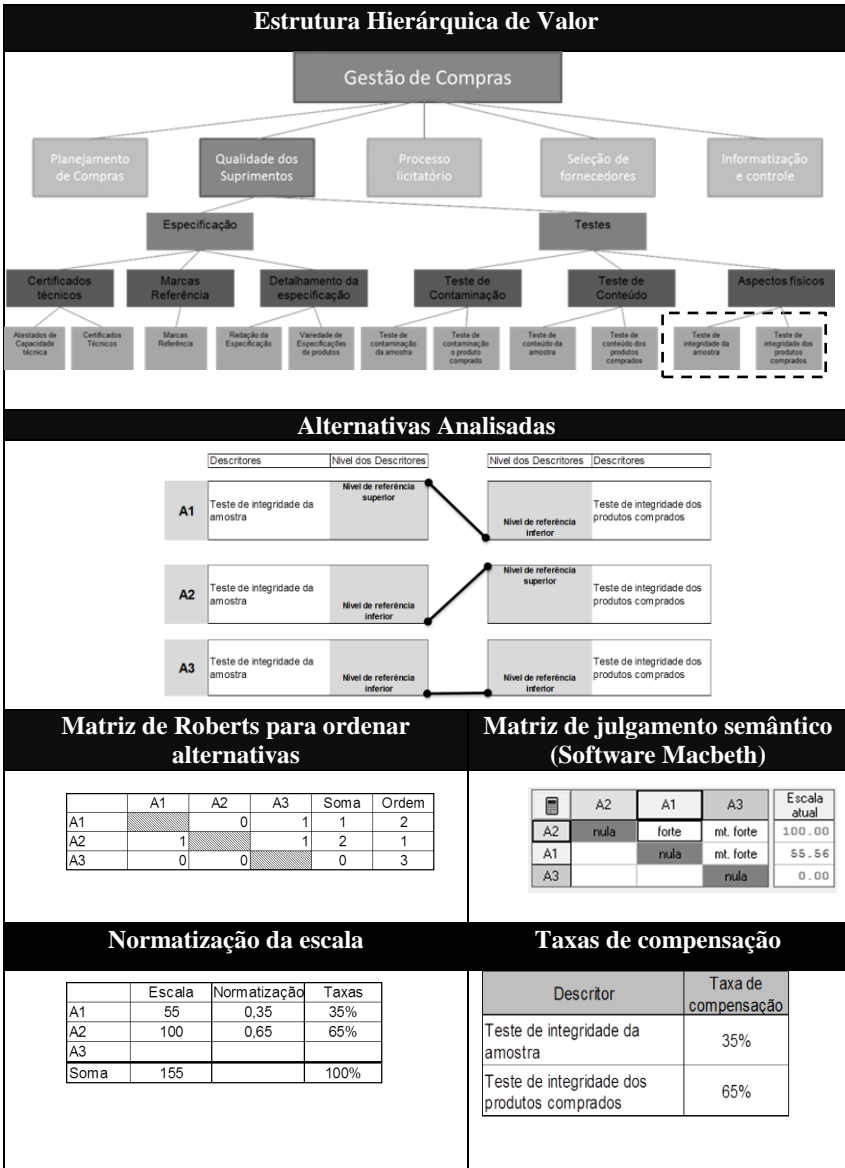 Estrutura Hierárquica de Valor
Gestão de Compras
Planejamento
de Compras
Qualidade dos
Suprimentos
Processo
licitatório
Seleção de
fornecedores
Informatização
e controle
Especificação
Testes
Certificados
técnicos
Marcas
Referência
Detalhamento da
especificação
Teste de
Contaminação
Teste de
Conteúdo
Aspectos físicos
Atestados de
Capacidade
técnica
Certificados
Técnicos
Marcas
Referência
Redação da
Especificação
Variedade de
Especificações
de produtos
Teste de
contaminação
da amostra
Teste de
contaminação
o produto
comprado
Teste de
conteúdo da
amostra
Teste de
conteúdo dos
produtos
comprados
Teste de
integridade da
amostra
Teste de
integridade dos
produtos
comprados
Alternativas Analisadas
Descritores Nivel dos Descritores Nivel dos Descritores Descritores
A1
Teste de integridade da
amostra
Nivel de referência
superior
Nivel de referência
inferior
Teste de integridade dos
produtos comprados
A2
Teste de integridade da
amostra
Nivel de referência
inferior
Nivel de referência
superior
Teste de integridade dos
produtos comprados
A3
Teste de integridade da
amostra
Nivel de referência
inferior
Nivel de referência
inferior
Teste de integridade dos
produtos comprados
Matriz de Roberts para ordenar
alternativas
A1 A2 A3 Soma Ordem
A1 0 1 1 2
A2 1 1 2 1
A3 0 0 0 3
Matriz de julgamento semântico
(Software Macbeth)
A2 A1 A3 Escala
atual
A2 nula forte mt. forte 100.00
A1 nula mt. forte 55.56
A3 nula 0.00
Normatização da escala
Escala Normatização Taxas
A1 55 0,35 35%
A2 100 0,65 65%
A3
Soma 155 100%
Taxas de compensação
Descritor Taxa de
compensação
Teste de integridade da
amostra 35%
Teste de integridade dos
produtos comprados 65%